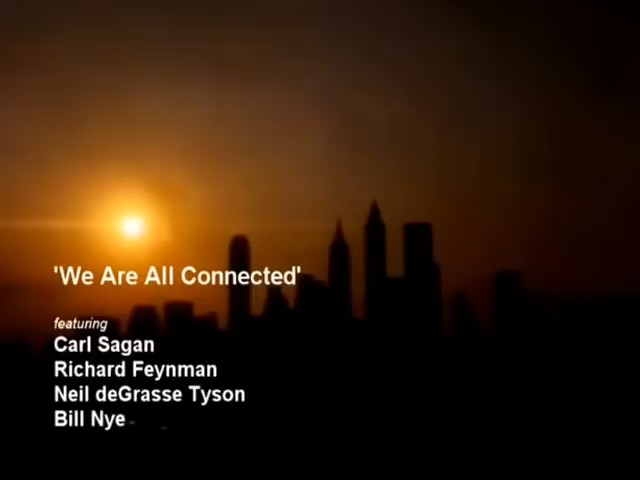 'We Are All Connected'
featuring
Carl Sagan
Richard Feynman
Neil deGrasse Tyson
Bill Nye